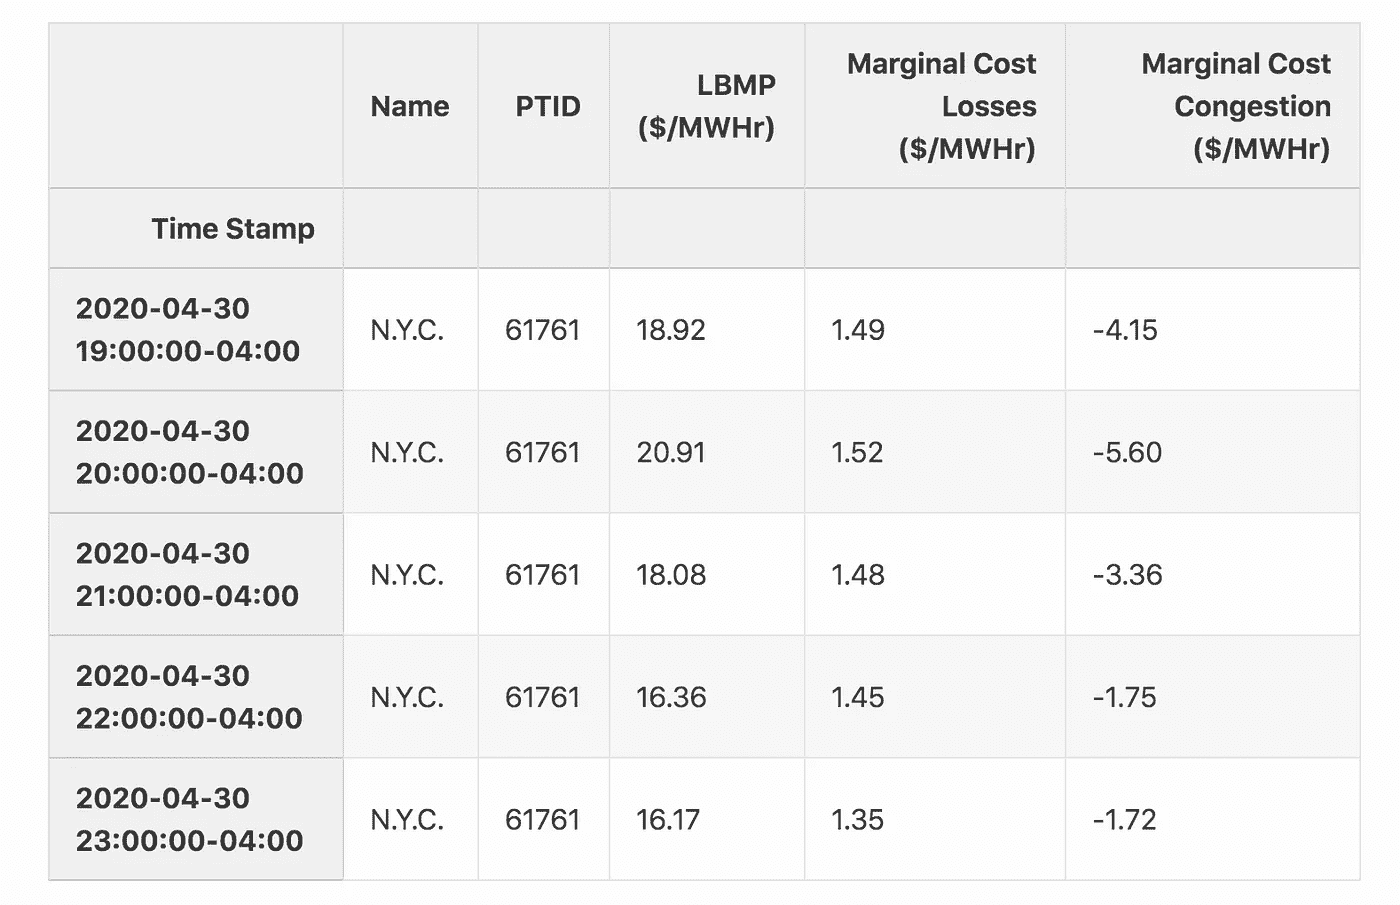 Name PTID LBMP ($/MWHr) Marginal Cost Losses ($/MWHr) Marginal Cost Congestion ($/MWHr)
Time Stamp
2020-04-30 19:00:00-04:00 N.Y.C. 61761 18.92 1.49 -4.15
2020-04-30 20:00:00-04:00 N.Y.C. 61761 20.91 1.52 -5.60
2020-04-30 21:00:00-04:00 N.Y.C. 61761 18.08 1.48 -3.36
2020-04-30 22:00:00-04:00 N.Y.C. 61761 16.36 1.45 -1.75
2020-04-30 23:00:00-04:00 N.Y.C. 61761 16.17 1.35 -1.72